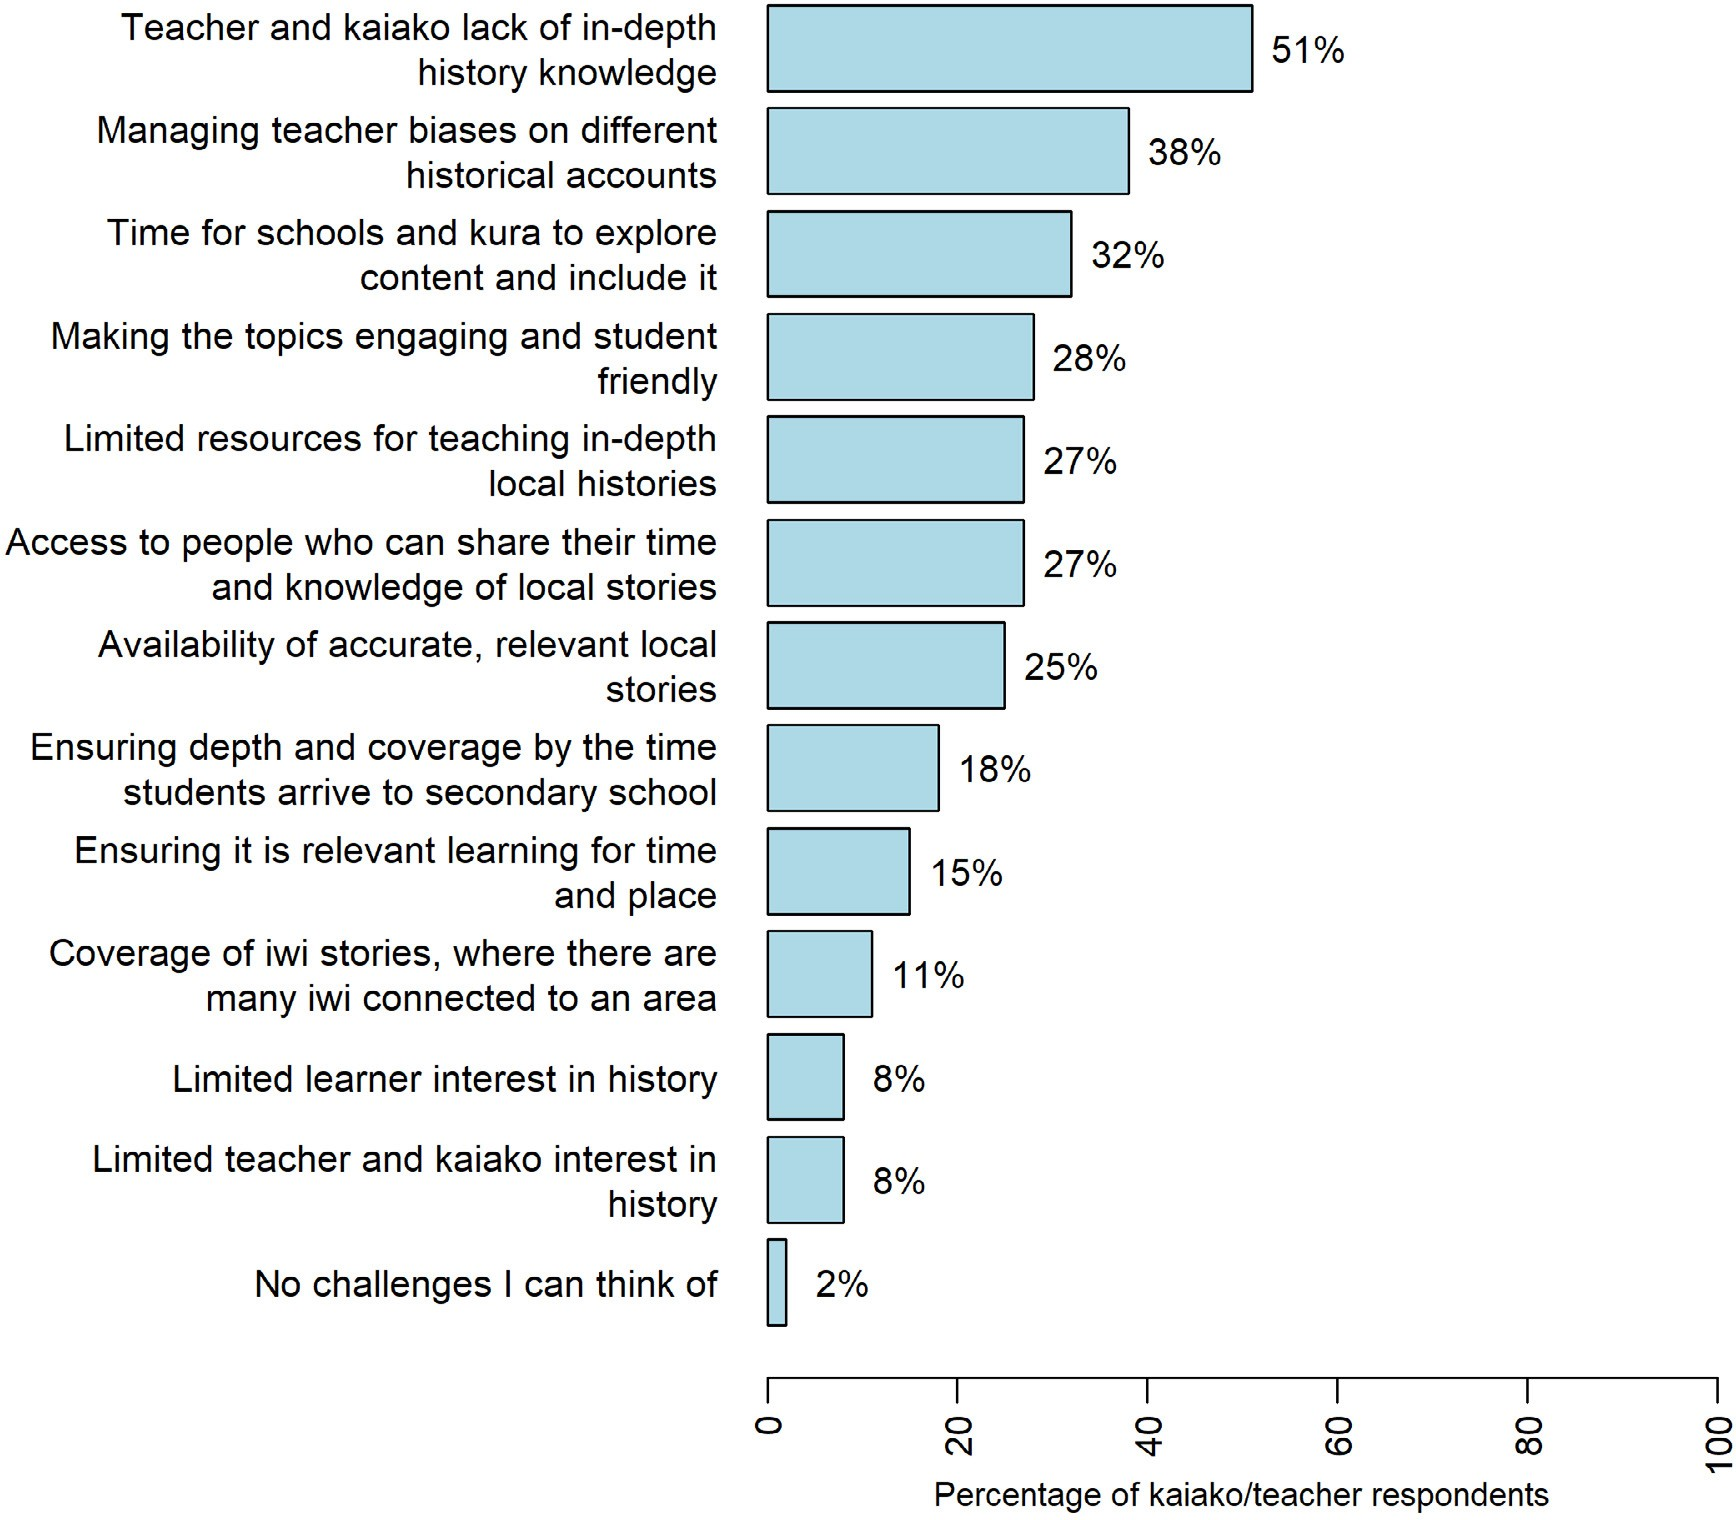 Teacher and kaiako lack of in-depth
history knowledge
51%
Managing teacher biases on different
historical accounts
38%
Time for schools and kura to explore
content and include it
32%
Making the topics engaging and student
friendly
28%
Limited resources for teaching in-depth
local histories
27%
Access to people who can share their time
and knowledge of local stories
27%
Availability of accurate, relevant local
stories
25%
Ensuring depth and coverage by the time
students arrive to secondary school
18%
Ensuring it is relevant learning for time
and place
15%
Coverage of iwi stories, where there are
many iwi connected to an area
11%
Limited learner interest in history
8%
Limited teacher and kaiako interest in
history
8%
No challenges I can think of
2%
0
20
40
60
80
100
Percentage of kaiako/teacher respondents